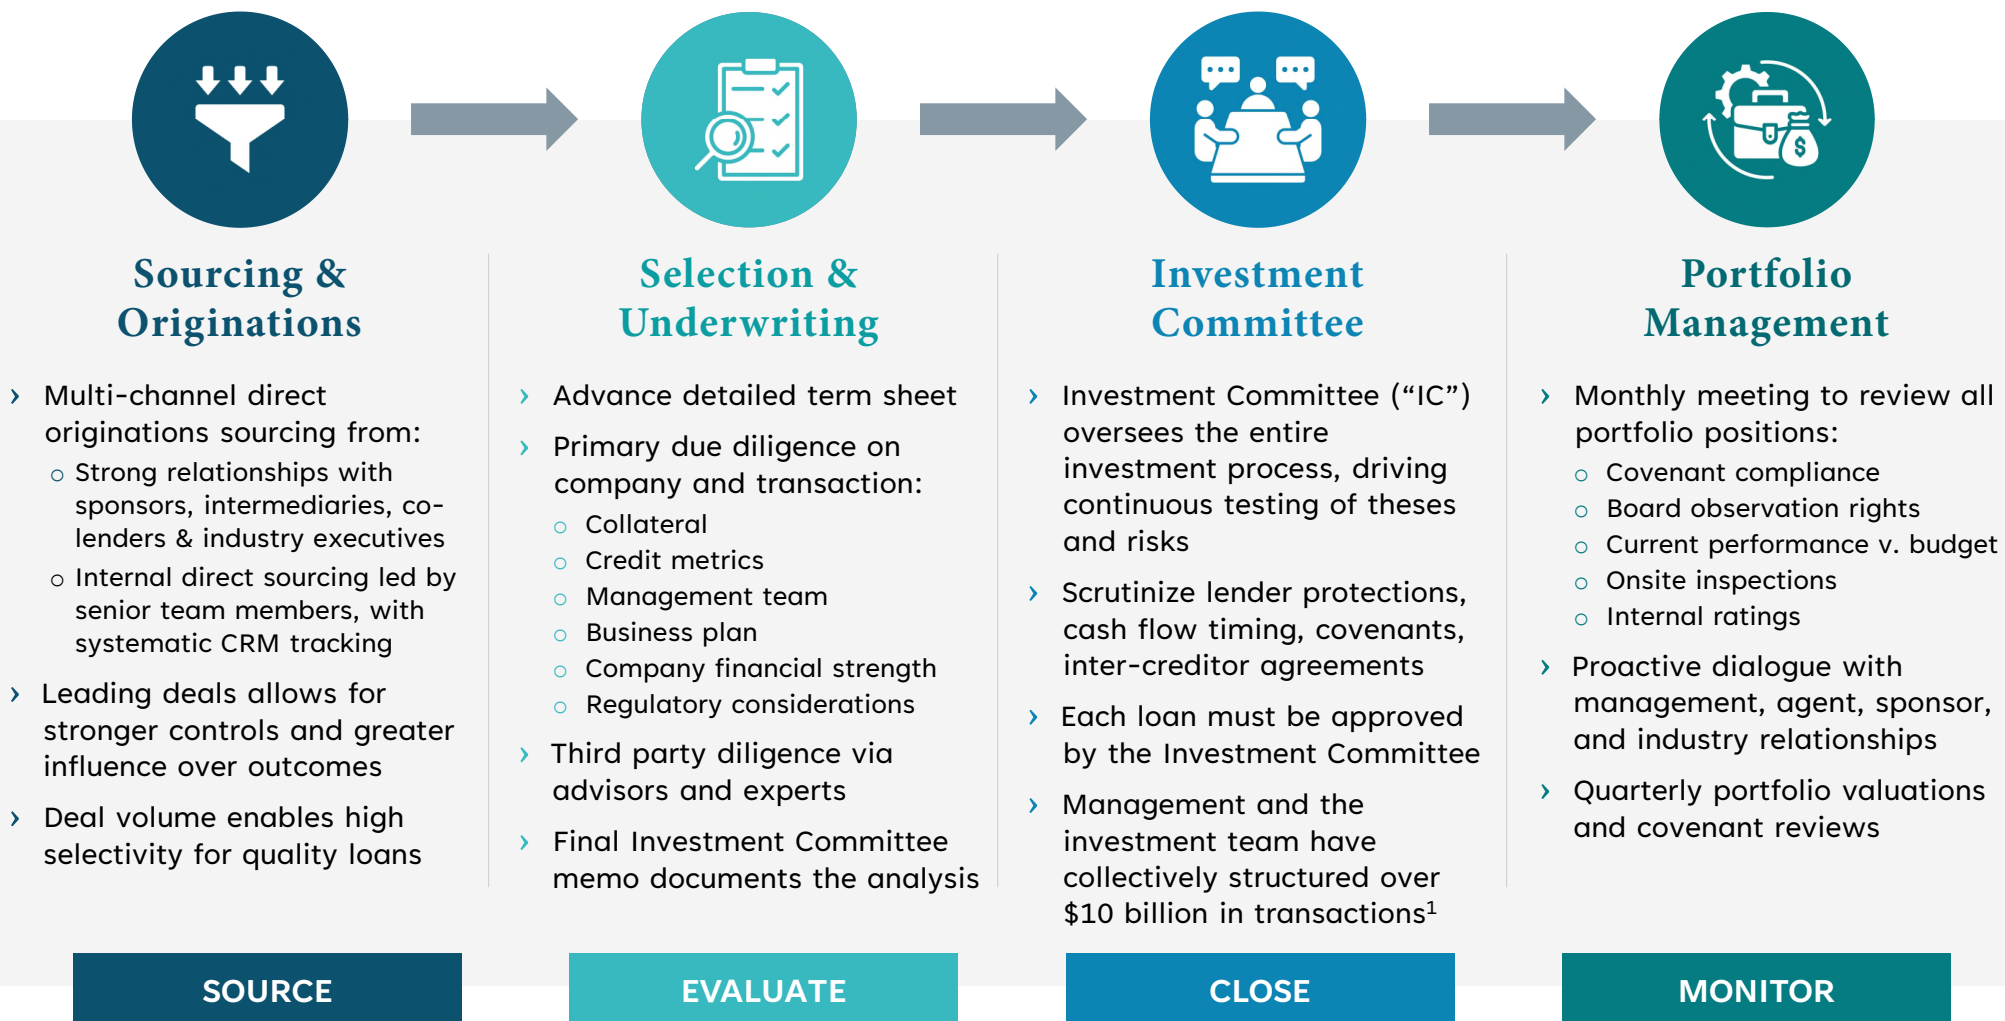 Sourcing &
Originations
› Multi-channel direct
originations sourcing from:
○ Strong relationships with
sponsors, intermediaries, co-
lenders & industry executives
○ Internal direct sourcing led by
senior team members, with
systematic CRM tracking
› Leading deals allows for
stronger controls and greater
influence over outcomes
› Deal volume enables high
selectivity for quality loans
SOURCE
Selection &
Underwriting
› Advance detailed term sheet
› Primary due diligence on
company and transaction:
○ Collateral
○ Credit metrics
○ Management team
○ Business plan
○ Company financial strength
○ Regulatory considerations
› Third party diligence via
advisors and experts
› Final Investment Committee
memo documents the analysis
EVALUATE
Investment
Committee
› Investment Committee (“IC”)
oversees the entire
investment process, driving
continuous testing of theses
and risks
› Scrutinize lender protections,
cash flow timing, covenants,
inter-creditor agreements
› Each loan must be approved
by the Investment Committee
› Management and the
investment team have
collectively structured over
$10 billion in transactions¹
CLOSE
$
Portfolio
Management
› Monthly meeting to review all
portfolio positions:
○ Covenant compliance
○ Board observation rights
○ Current performance v. budget
○ Onsite inspections
○ Internal ratings
› Proactive dialogue with
management, agent, sponsor,
and industry relationships
› Quarterly portfolio valuations
and covenant reviews
MONITOR